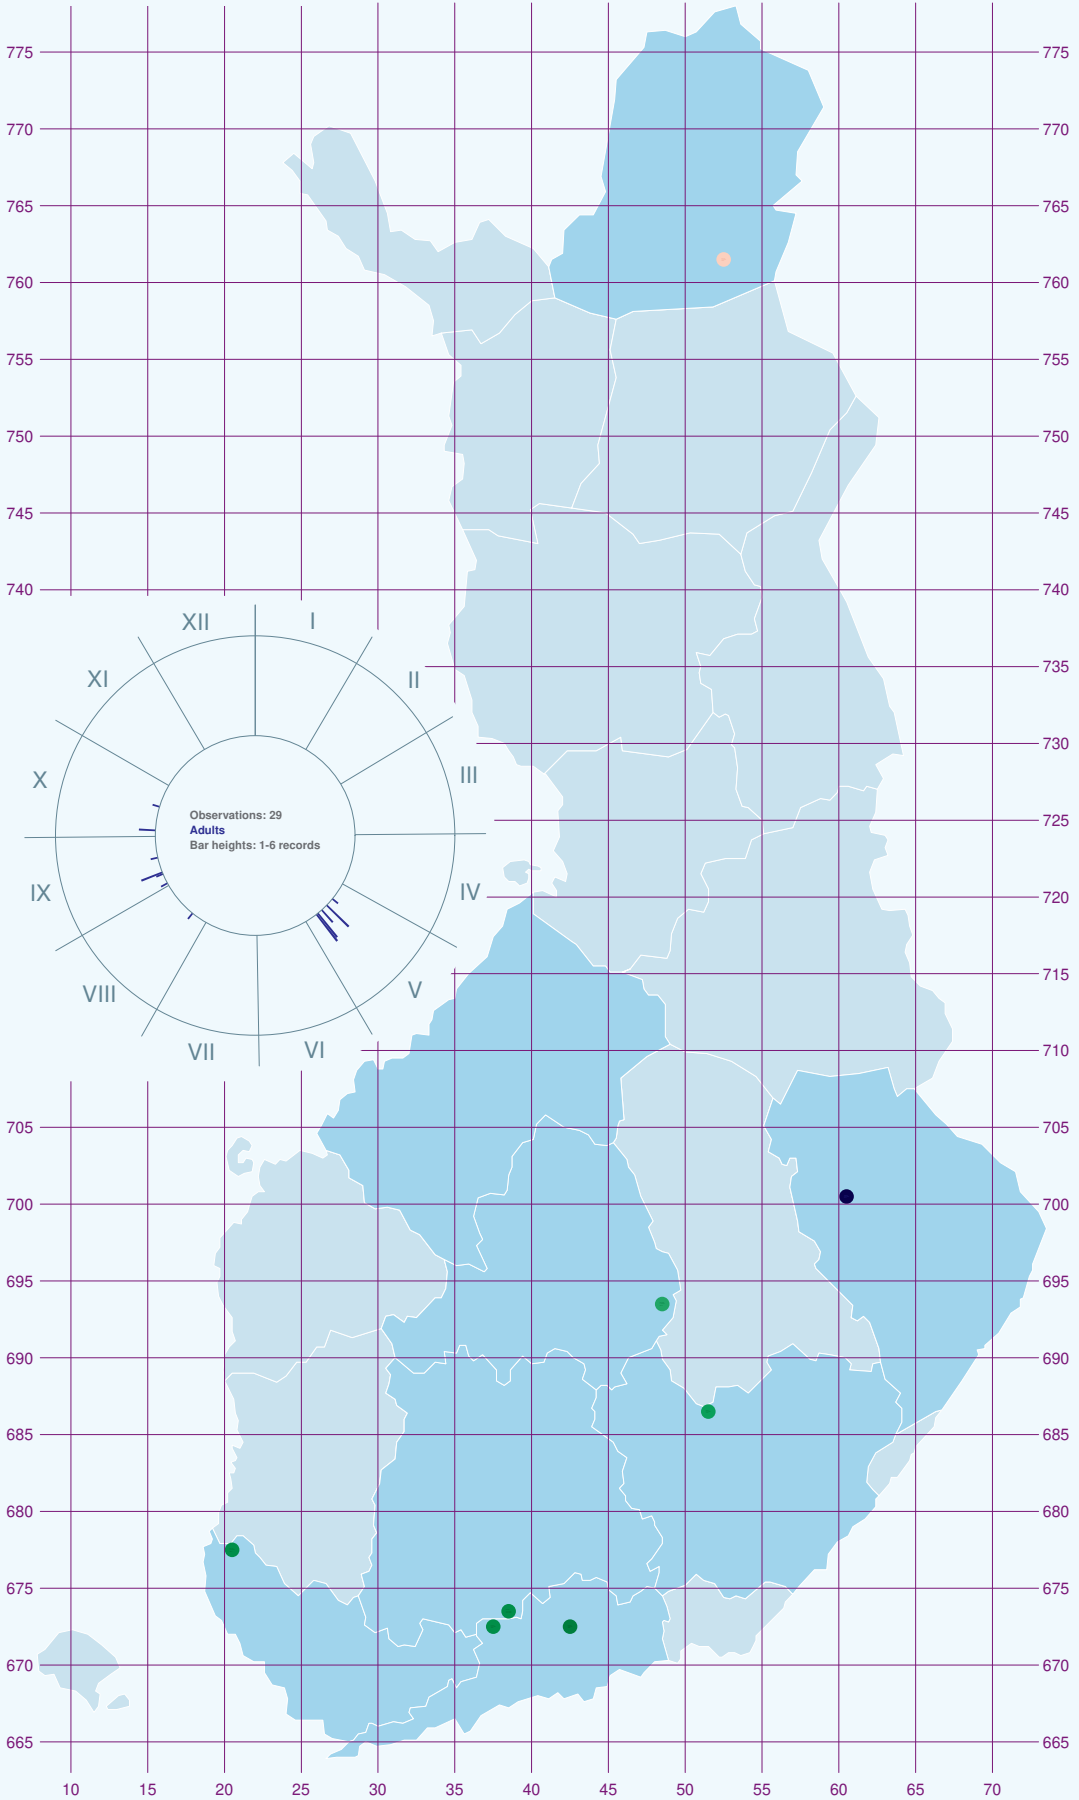 775 775
770 770
765 765
760 760
755 755
750 750
745 745
740 740
XII I
735
XI II
730
X III
725
Observations: 29
Adults
Bar heights: 1-6 records
IX IV
720
VIII V
715
VII VI
710
705 705
700 700
695 695
690 690
685 685
680 680
675 675
670 670
665 665
10 15 20 25 30 35 40 45 50 55 60 65 70